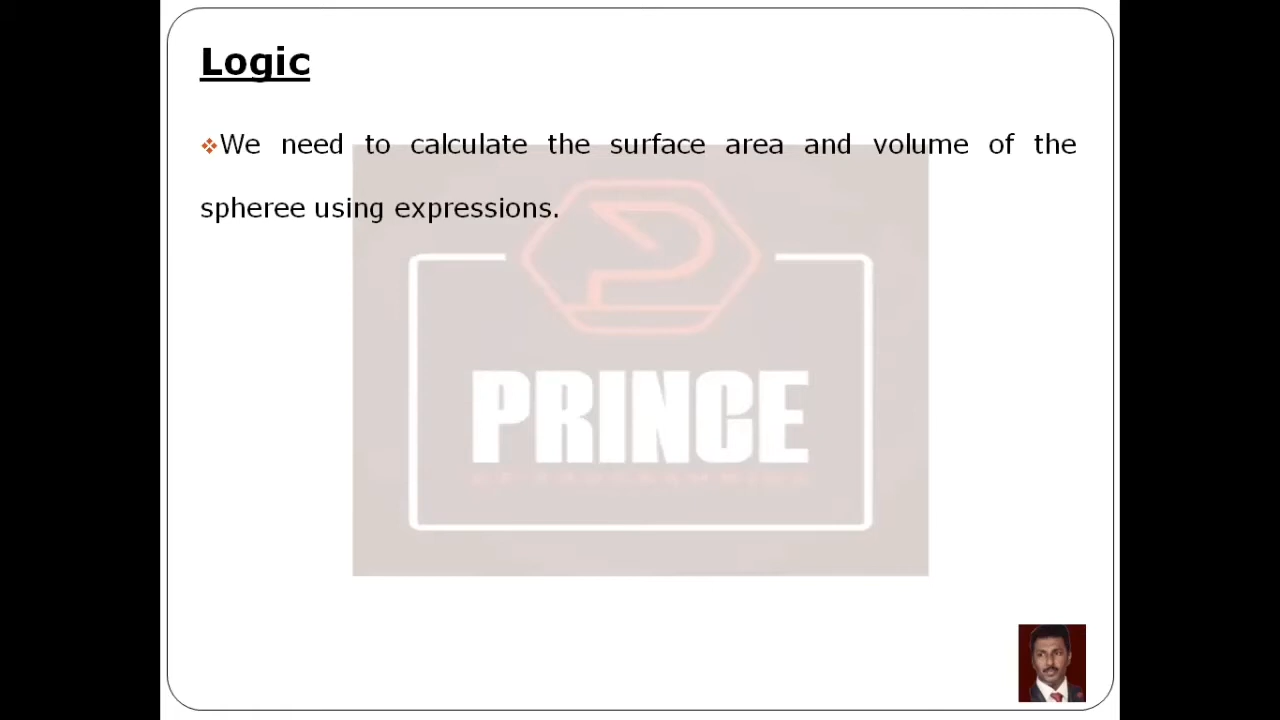 Logic
❖We need to calculate the surface area and volume of the
spheree using expressions.
PRINCE